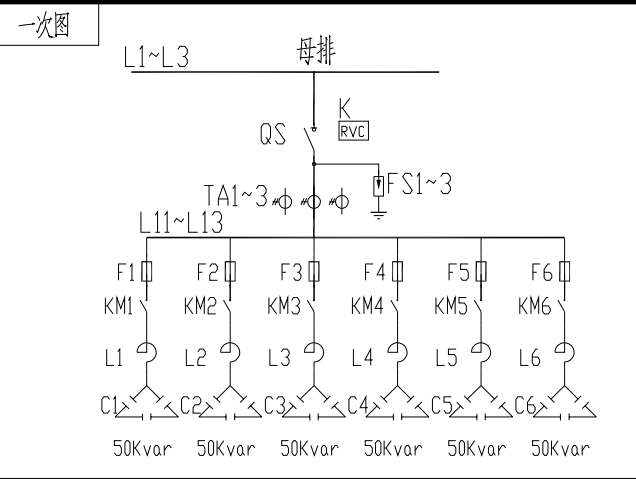 一次图
母排
L1~L3
K
QS
RVC
FS1~3
TA1~3
L11~L13
F1 F2 F3 F4 F5 F6
KM1 KM2 KM3 KM4 KM5 KM6
L1 L2 L3 L4 L5 L6
C1 C2 C3 C4 C5 C6
50Kvar 50Kvar 50Kvar 50Kvar 50Kvar 50Kvar